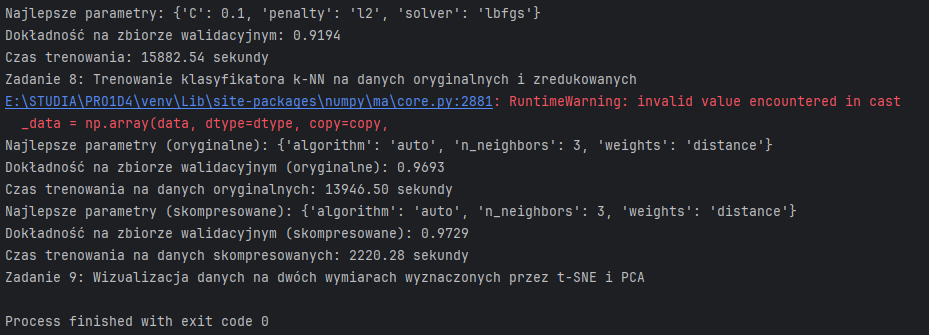 Najlepsze parametry: {'C': 0.1, 'penalty': 'l2', 'solver': 'lbfgs'}
Dokładność na zbiorze walidacyjnym: 0.9194
Czas trenowania: 15882.54 sekundy
Zadanie 8: Trenowanie klasyfikatora k-NN na danych oryginalnych i zredukowanych
E:\STUDIA\PRO1D4\venv\Lib\site-packages\numpy\ma\core.py:2881: RuntimeWarning: invalid value encountered in cast
  _data = np.array(data, dtype=dtype, copy=copy,
Najlepsze parametry (oryginalne): {'algorithm': 'auto', 'n_neighbors': 3, 'weights': 'distance'}
Dokładność na zbiorze walidacyjnym (oryginalne): 0.9693
Czas trenowania na danych oryginalnych: 13946.50 sekundy
Najlepsze parametry (skompresowane): {'algorithm': 'auto', 'n_neighbors': 3, 'weights': 'distance'}
Dokładność na zbiorze walidacyjnym (skompresowane): 0.9729
Czas trenowania na danych skompresowanych: 2220.28 sekundy
Zadanie 9: Wizualizacja danych na dwóch wymiarach wyznaczonych przez t-SNE i PCA
Process finished with exit code 0